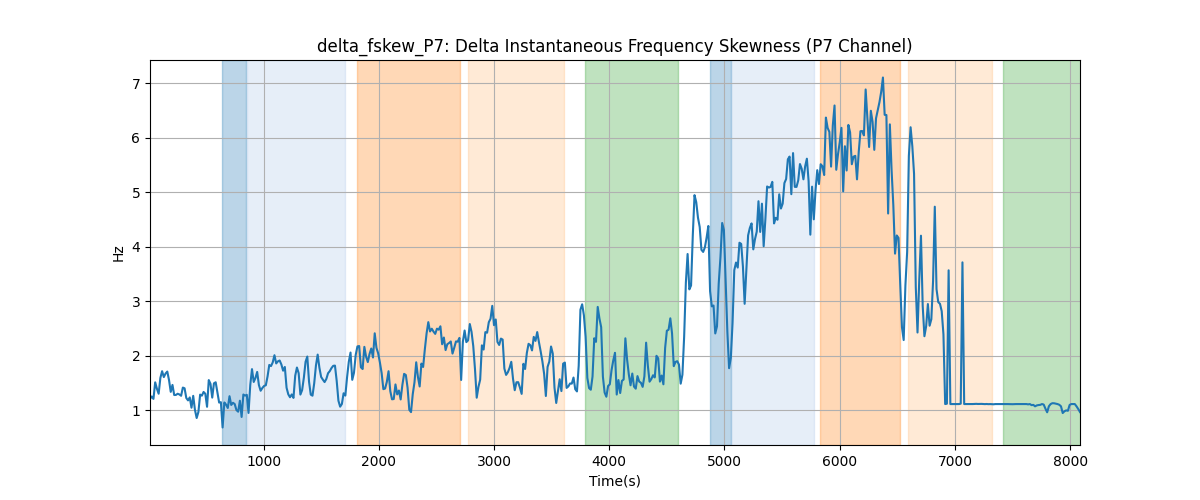 delta_fskew_P7: Delta Instantaneous Frequency Skewness (P7 Channel)
7
6
5
4
3
2
1
Hz
1000 2000 3000 4000 5000 6000 7000 8000
Time(s)